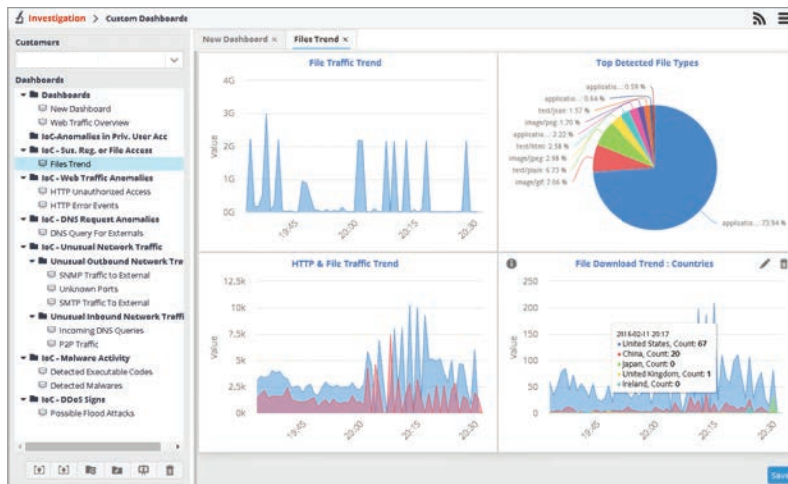 Investigation > Custom Dashboards
Customers
Dashboards
Dashboards
New Dashboard
Web Traffic Overview
IoC-Anomalies in Priv. User Acc
IoC - Sus. Reg. or File Access
Files Trend
IoC - Web Traffic Anomalies
HTTP Unauthorized Access
HTTP Error Events
IoC - DNS Request Anomalies
DNS Query For Externals
IoC - Unusual Network Traffic
Unusual Outbound Network Tre
SNMP Traffic to External
Unknown Ports
SMTP Traffic To External
Unusual Inbound Network Traffi
Incoming DNS Queries
P2P Traffic
IoC - Malware Activity
Detected Executable Codes
Detected Malwares
IoC - DDoS Signs
Possible Flood Attacks
New Dashboard ×
Files Trend ×
File Traffic Trend
Value
4G
3G
2G
1G
0G
19:45
20:00
20:15
20:30
Top Detected File Types
applicatio...: 0.59 %
applicatio...: 0.64 %
text/json: 1.57 %
image/png: 1.70 %
applicatio...: 2.22 %
text/html: 2.58 %
image/jpeg: 2.98 %
text/plain: 6.73 %
image/gif: 7.06 %
applicatio...: 73.94 %
HTTP & File Traffic Trend
Value
12.5k
10k
7.5k
5k
2.5k
0k
19:45
20:00
20:15
20:30
File Download Trend : Countries
Value
250
200
150
100
50
0
2016-02-11 20:17
United States, Count: 67
China, Count: 20
Japan, Count: 0
United Kingdom, Count: 1
Ireland, Count: 0
19:45
20:00
20:15
20:30
Save